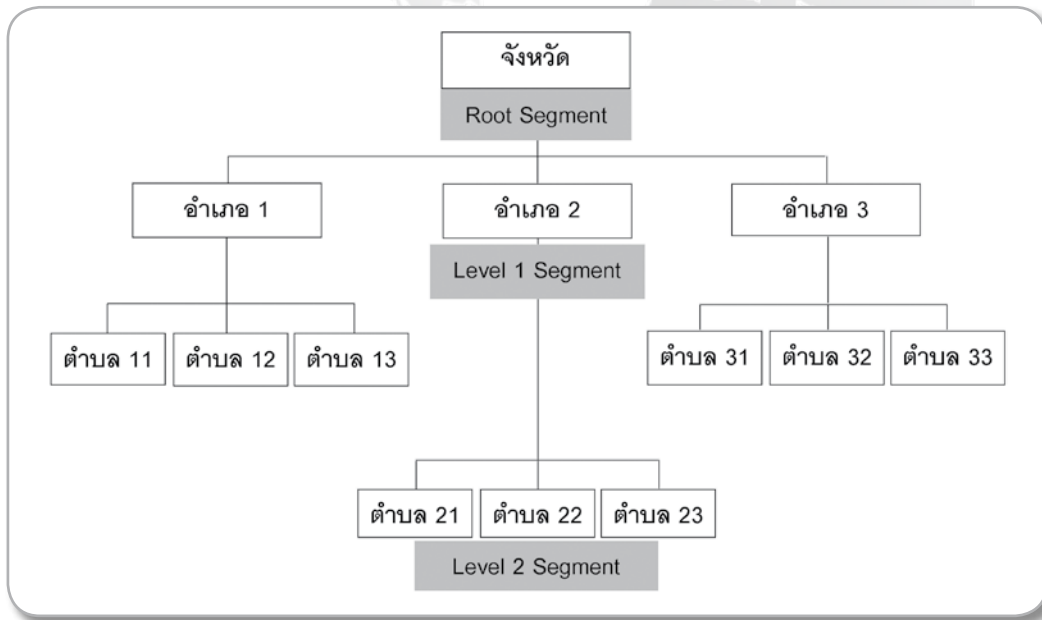 จังหวัด
Root Segment
อำเภอ 1
อำเภอ 2
อำเภอ 3
Level 1 Segment
ตำบล 11
ตำบล 12
ตำบล 13
ตำบล 31
ตำบล 32
ตำบล 33
ตำบล 21
ตำบล 22
ตำบล 23
Level 2 Segment